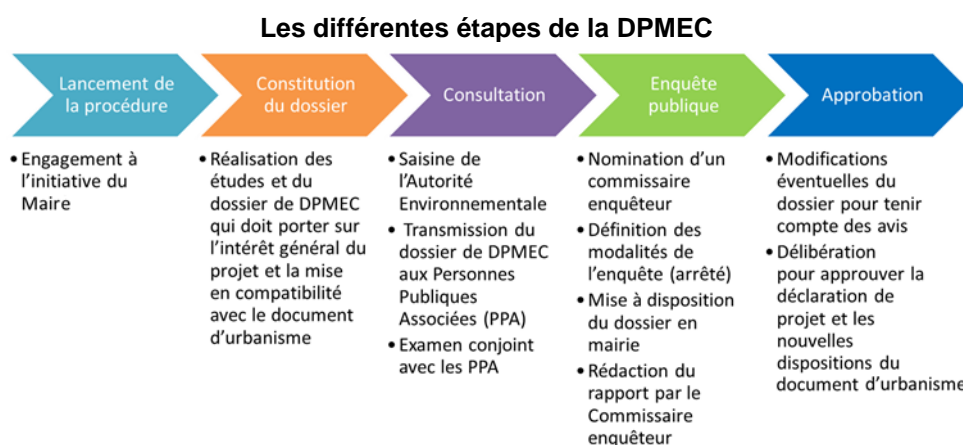 Les différentes étapes de la DPMEC
Lancement de
la procédure
Constitution
du dossier
Consultation
Enquête
publique
Approbation
• Engagement à
l'initiative du
Maire
• Réalisation des
études et du
dossier de DPMEC
qui doit porter sur
l'intérêt général du
projet et la mise
en compatibilité
avec le document
d'urbanisme
• Saisine de
l'Autorité
Environnementale
• Transmission du
dossier de DPMEC
aux Personnes
Publiques
Associées (PPA)
• Examen conjoint
avec les PPA
• Nomination d'un
commissaire
enquêteur
• Définition des
modalités de
l'enquête (arrêté)
• Mise à disposition
du dossier en
mairie
• Rédaction du
rapport par le
Commissaire
enquêteur
• Modifications
éventuelles du
dossier pour tenir
compte des avis
• Délibération
pour approuver la
déclaration de
projet et les
nouvelles
dispositions du
document d'urbanisme